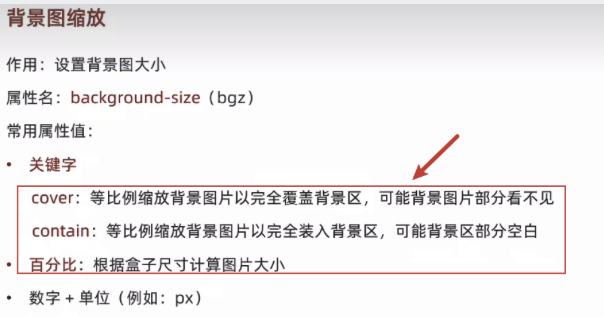 背景图缩放
作用：设置背景图大小
属性名：background-size（bgz）
常用属性值：
• 关键字
cover：等比例缩放背景图片以完全覆盖背景区，可能背景图片部分看不见
contain：等比例缩放背景图片以完全装入背景区，可能背景区部分空白
• 百分比：根据盒子尺寸计算图片大小
• 数字 + 单位（例如：px）